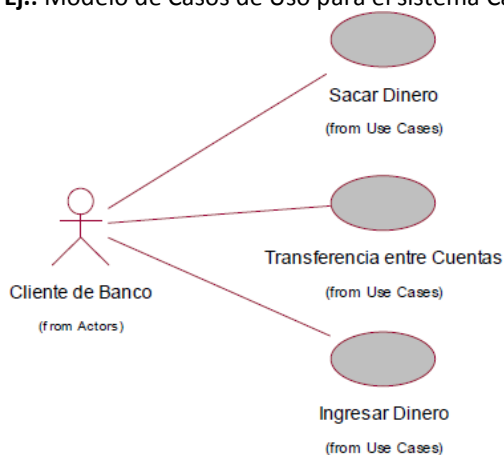 Ej.: Modelo de Casos de Uso para el sistema
Sacar Dinero
(from Use Cases)
Transferencia entre Cuentas
(from Use Cases)
Cliente de Banco
(from Actors)
Ingresar Dinero
(from Use Cases)